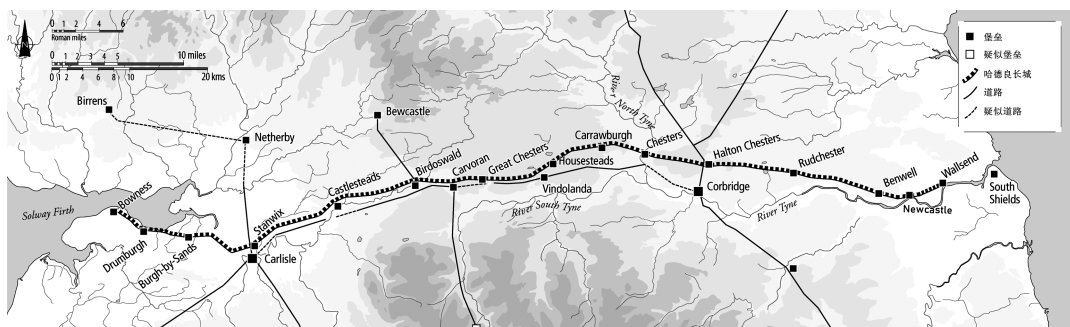 0 1 2 4 6
Roman miles
0 1 2 3 4 5 10 miles
0 1 2 4 6 8 10 20 kms
N
堡垒
疑似堡垒
哈德良长城
道路
疑似道路
Birrens
Netherby
Bewcastle
River North Tyne
Carrawburgh
Chesters
Halton Chesters
Rudchester
Benwell
Wallsend
South
Shields
Newcastle
River Tyne
Corbridge
Housesteads
Vindolanda
River South Tyne
Great Chesters
Carvoran
Birdoswald
Castlesteads
Stanwix
Carlisle
Solway Firth
Bowness
Drumburgh
Burgh-by-Sands